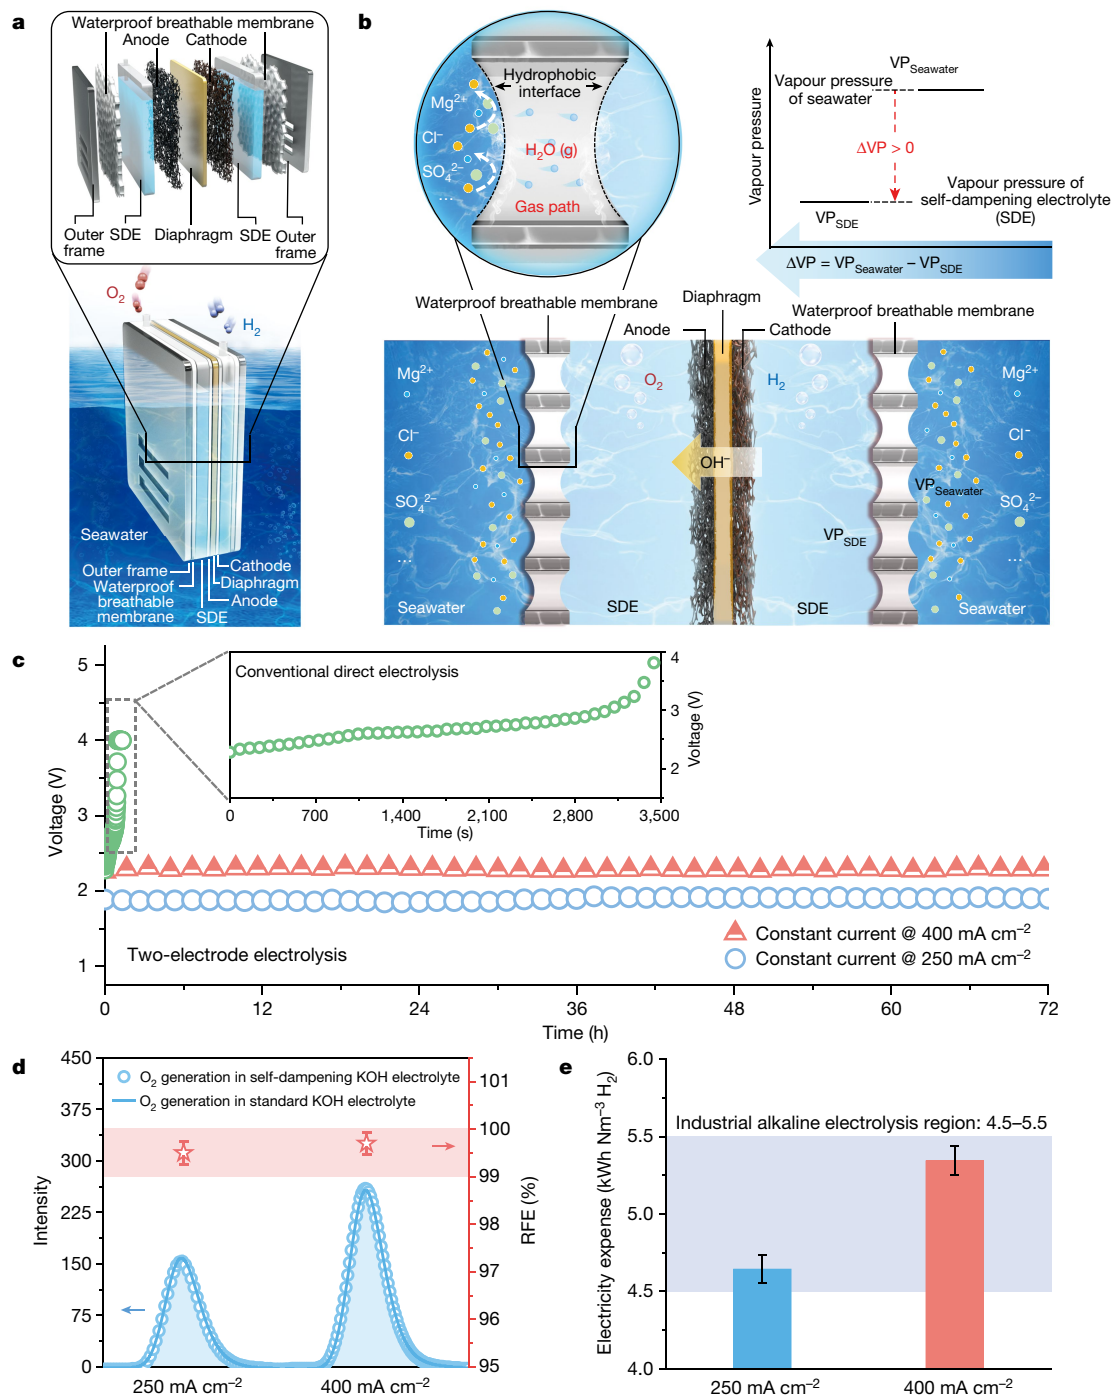 a
Waterproof breathable membrane
Anode Cathode
Outer frame
SDE
Diaphragm
SDE
Outer frame
O2
H2
Seawater
Outer frame
Waterproof
breathable
membrane
SDE
Cathode
Diaphragm
Anode
b
Hydrophobic
interface
Mg2+
Cl−
SO42−
...
H2O (g)
Gas path
Vapour pressure
VPSeawater
Vapour pressure
of seawater
ΔVP > 0
Vapour pressure of
self-dampening electrolyte
(SDE)
VPSDE
ΔVP = VPSeawater − VPSDE
Waterproof breathable membrane
Diaphragm
Waterproof breathable membrane
Anode
Cathode
Mg2+
Cl−
SO42−
...
Seawater
O2
H2
OH−
SDE
SDE
VPSDE
VPSeawater
Mg2+
Cl−
SO42−
...
Seawater
c
Voltage (V)
5
4
3
2
1
Conventional direct electrolysis
4
3
2
Voltage (V)
0 700 1,400 2,100 2,800 3,500
Time (s)
Two-electrode electrolysis
Constant current @ 400 mA cm−2
Constant current @ 250 mA cm−2
0 12 24 36 48 60 72
Time (h)
d
Intensity
450
375
300
225
150
75
0
O2 generation in self-dampening KOH electrolyte
O2 generation in standard KOH electrolyte
101
100
99
98
97
96
95
RFE (%)
250 mA cm−2 400 mA cm−2
e
Electricity expense (kWh Nm−3 H2)
6.0
5.5
5.0
4.5
4.0
Industrial alkaline electrolysis region: 4.5–5.5
250 mA cm−2 400 mA cm−2